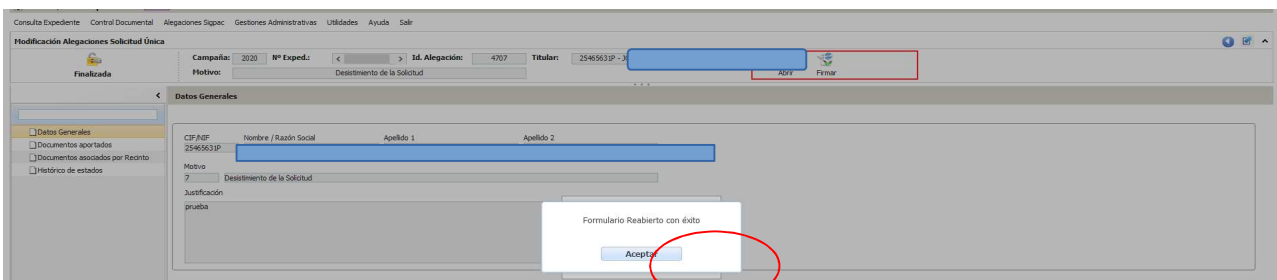 Consulta Expediente Control Documental Alegaciones Sigpac Gestiones Administrativas Utilidades Ayuda Salir
Modificación Alegaciones Solicitud Única
Campaña: 2020 Nº Exped.: < > Id. Alegación: 4707 Titular: 25465631P - J
Finalizada Motivo: Desistimiento de la Solicitud Abrir Firmar
< Datos Generales
Datos Generales
Documentos aportados
Documentos asociados por Recinto
Histórico de estados
CIF/NIF Nombre / Razón Social Apellido 1 Apellido 2
25465631P
Motivo
7 Desistimiento de la Solicitud
Justificación
prueba
Formulario Reabierto con éxito
Aceptar